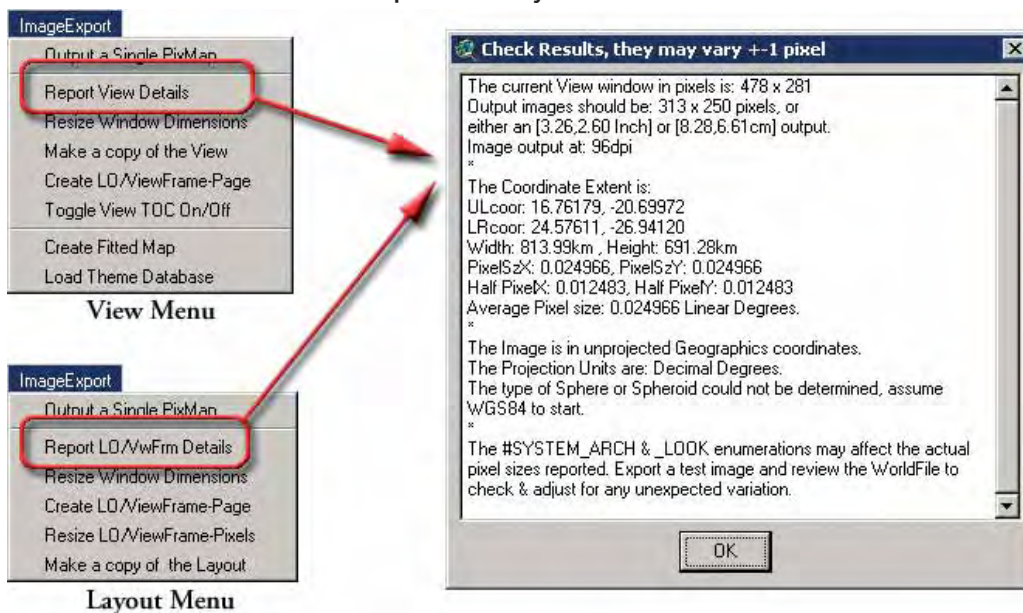 ImageExport
Output a Single PixMap
Report View Details
Resize Window Dimensions
Make a copy of the View
Create LO/ViewFrame-Page
Toggle View TOC On/Off
Create Fitted Map
Load Theme Database
View Menu
ImageExport
Output a Single PixMap
Report LO/VwFrm Details
Resize Window Dimensions
Create LO/ViewFrame-Page
Resize LO/ViewFrame-Pixels
Make a copy of the Layout
Layout Menu
Check Results, they may vary +-1 pixel
The current View window in pixels is: 478 x 281
Output images should be: 313 x 250 pixels, or
either an [3.26,2.60 Inch] or [8.28,6.61cm] output.
Image output at: 96dpi
*
The Coordinate Extent is:
ULcoor: 16.76179, -20.69972
LRcoor: 24.57611, -26.94120
Width: 813.99km , Height: 691.28km
PixelSzX: 0.024966, PixelSzY: 0.024966
Half PixelX: 0.012483, Half PixelY: 0.012483
Average Pixel size: 0.024966 Linear Degrees.
*
The Image is in unprojected Geographics coordinates.
The Projection Units are: Decimal Degrees.
The type of Sphere or Spheroid could not be determined, assume
WGS84 to start.
*
The #SYSTEM_ARCH & _LOOK enumerations may affect the actual
pixel sizes reported. Export a test image and review the WorldFile to
check & adjust for any unexpected variation.
OK